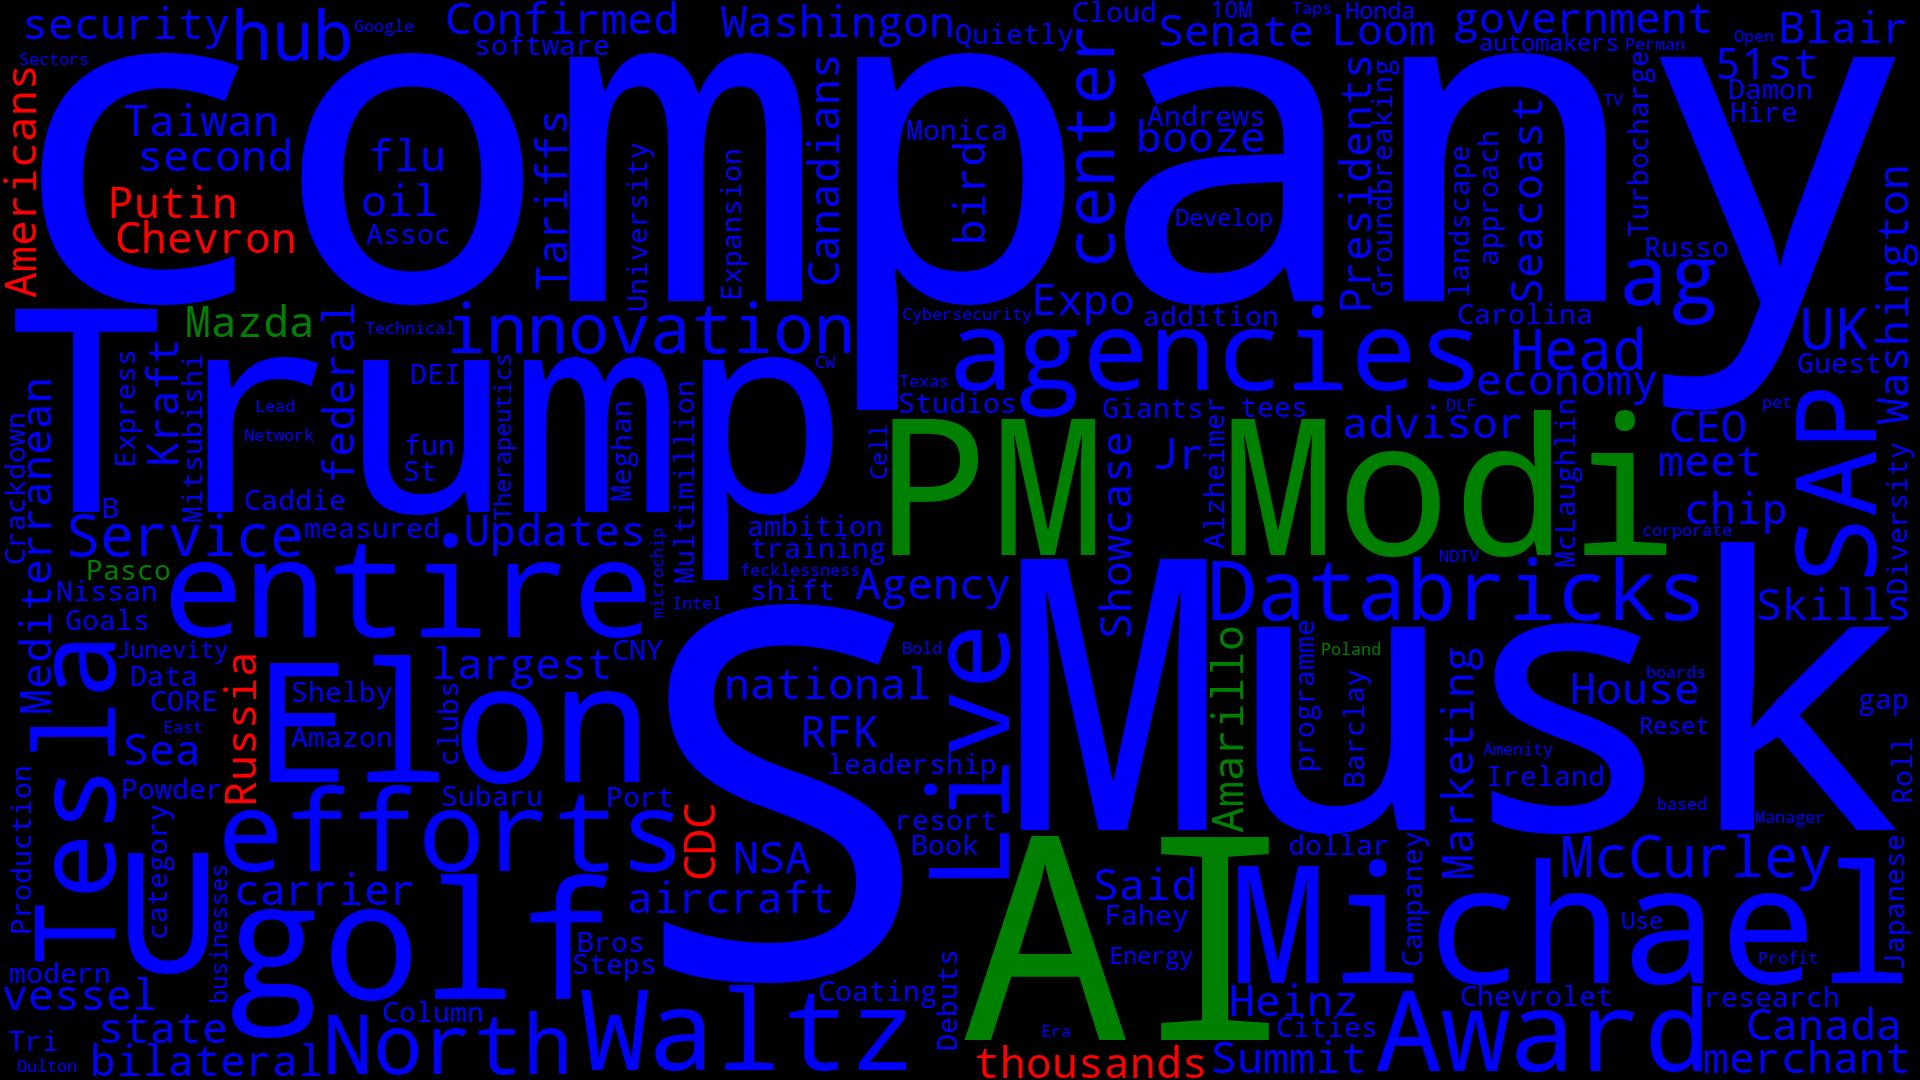 security
hub
Google
Confirmed
software
Washingon
Quietly
Cloud
10M
Taps
Honda
Senate
Loom
government
automakers
Perman
Open
Blair
Sectors
Americans
company
Taiwan
second
flu
Putin
oil
Chevron
Assoc
Tariffs
University
Expansion
Canadians
Monica
bird
center
Andrews
booze
Develop
Presidents
Groundbreaking
landscape
approach
Seacoast
TV
Turbocharge
51st
Damon
Hire
Russo
ag
Washington
Mazda
federal
Technical
innovation
Cybersecurity
Expo
addition
Carolina
agencies
Head
economy
UK
Guest
Trump
Express
Kraft
Mitsubishi
DEI
Lead
Network
fun
St
Therapeutics
Meghan
Multimillion
CW
Texas
Studios
Giants
tees
DLF
pet
Crackdown
Mediterranean
Caddie
B
Cell
PM Modi
Showcase
Jr
Alzheimer
advisor
McLaughlin
CEO
meet
chip
corporate
SAP
Diversity
Service
measured
Updates
microchip
ambition
training
fecklessness
shift
Agency
NDTV
Pasco
Nissan
Goals
entire
Intel
Databricks
Skills
Tesla
Junevity
Data
CORE
East
Sea
Powder
Russia
Elon
Shelby
Amazon
largest
CNY
clubs
S
national
RFK
leadership
Bold
Live
Musk
Amarillo
programme
Poland
Barclay
Marketing
House
boards
Reset
gap
Amenity
Ireland
based
Manager
Roll
Production
category
efforts
Subaru
Port
CDC
NSA
resort
Book
dollar
McCurley
Japanese
U
businesses
carrier
golf
aircraft
Bros
Steps
AI
Said
Fahey
Energy
Michael
Campaney
Use
Profit
modern
vessel
Tri
Oulton
state
bilateral
Column
North
Waltz
Coating
Debuts
Era
thousands
Heinz
Cities
Summit
Chevrolet
Award
research
Canada
merchant